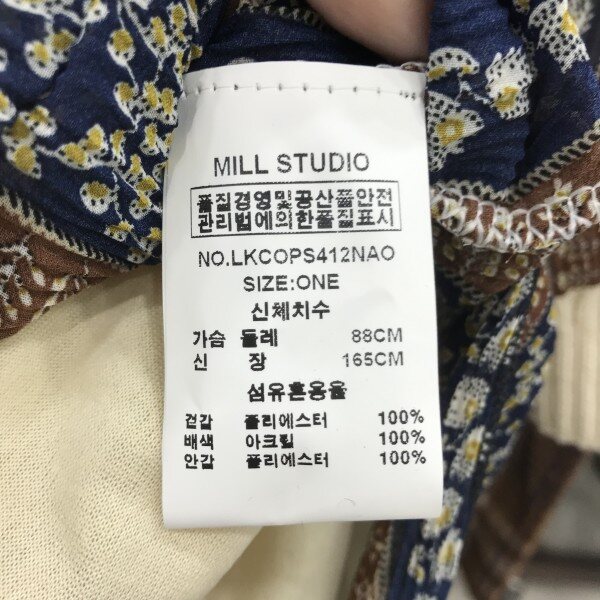 MILL STUDIO
품질경영및공산품안전
관리법에의한품질표시
NO.LKCOPS412NAO
SIZE:ONE
신체치수
가슴 둘레 88CM
신 장 165CM
섬유혼용율
겉감 폴리에스터 100%
배색 아크릴 100%
안감 폴리에스터 100%